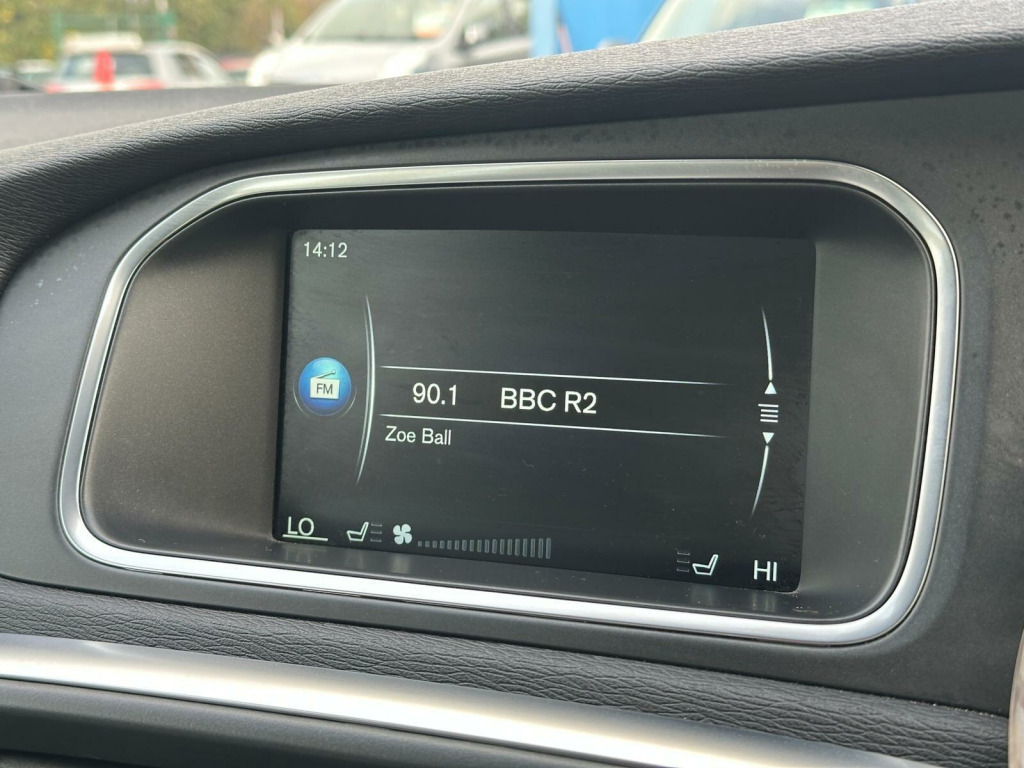 14:12
FM
90.1 BBC R2
Zoe Ball
LO
HI